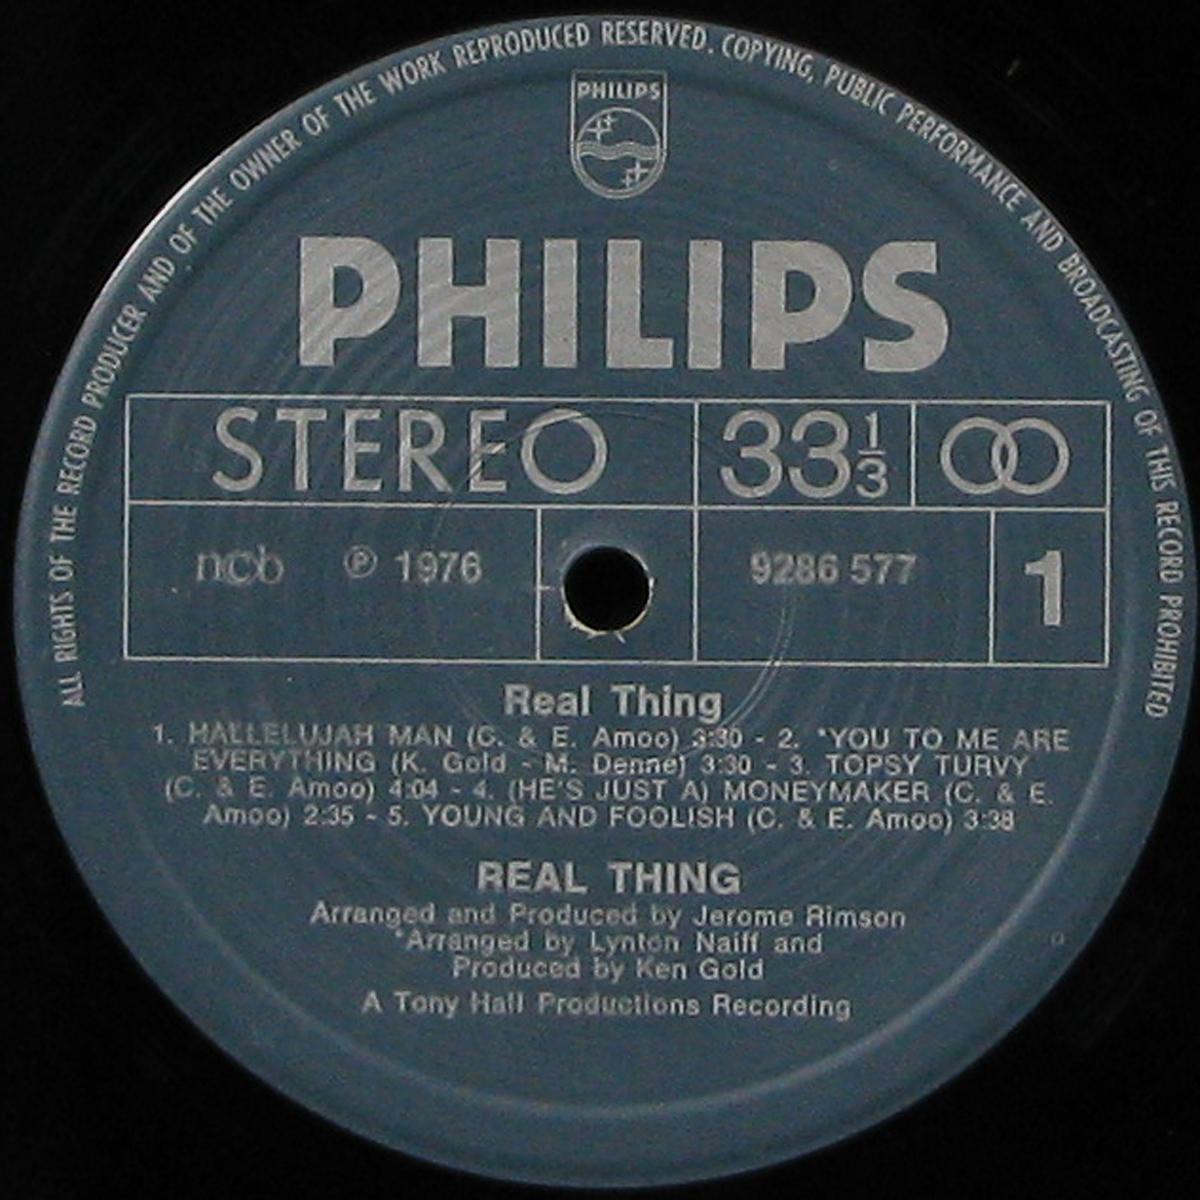 ALL RIGHTS OF THE RECORD PRODUCER AND OF THE OWNER OF THE WORK REPRODUCED RESERVED. COPYING, PUBLIC PERFORMANCE AND BROADCASTING OF THIS RECORD PROHIBITED
PHILIPS
PHILIPS
STEREO 33 1/3
ncb ℗ 1976 9286 577 1
Real Thing
1. HALLELUJAH MAN (C. & E. Amoo) 3:30 - 2. *YOU TO ME ARE
EVERYTHING (K. Gold - M. Denne) 3:30 - 3. TOPSY TURVY
(C. & E. Amoo) 4:04 - 4. (HE'S JUST A) MONEYMAKER (C. & E.
Amoo) 2:35 - 5. YOUNG AND FOOLISH (C. & E. Amoo) 3:38
REAL THING
Arranged and Produced by Jerome Rimson
*Arranged by Lynton Naiff and
Produced by Ken Gold
A Tony Hall Productions Recording